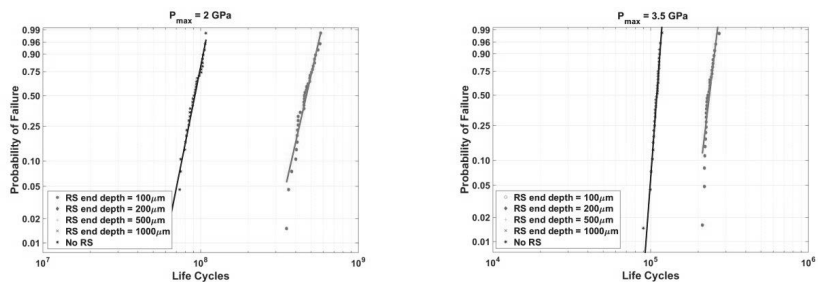 P_max = 2 GPa
Probability of Failure
0.99
0.96
0.90
0.75
0.50
0.25
0.10
0.05
0.02
0.01
RS end depth = 100μm
RS end depth = 200μm
RS end depth = 500μm
RS end depth = 1000μm
No RS
10^7
10^8
10^9
Life Cycles
P_max = 3.5 GPa
Probability of Failure
0.99
0.96
0.90
0.75
0.50
0.25
0.10
0.05
0.02
0.01
RS end depth = 100μm
RS end depth = 200μm
RS end depth = 500μm
RS end depth = 1000μm
No RS
10^4
10^5
10^6
Life Cycles